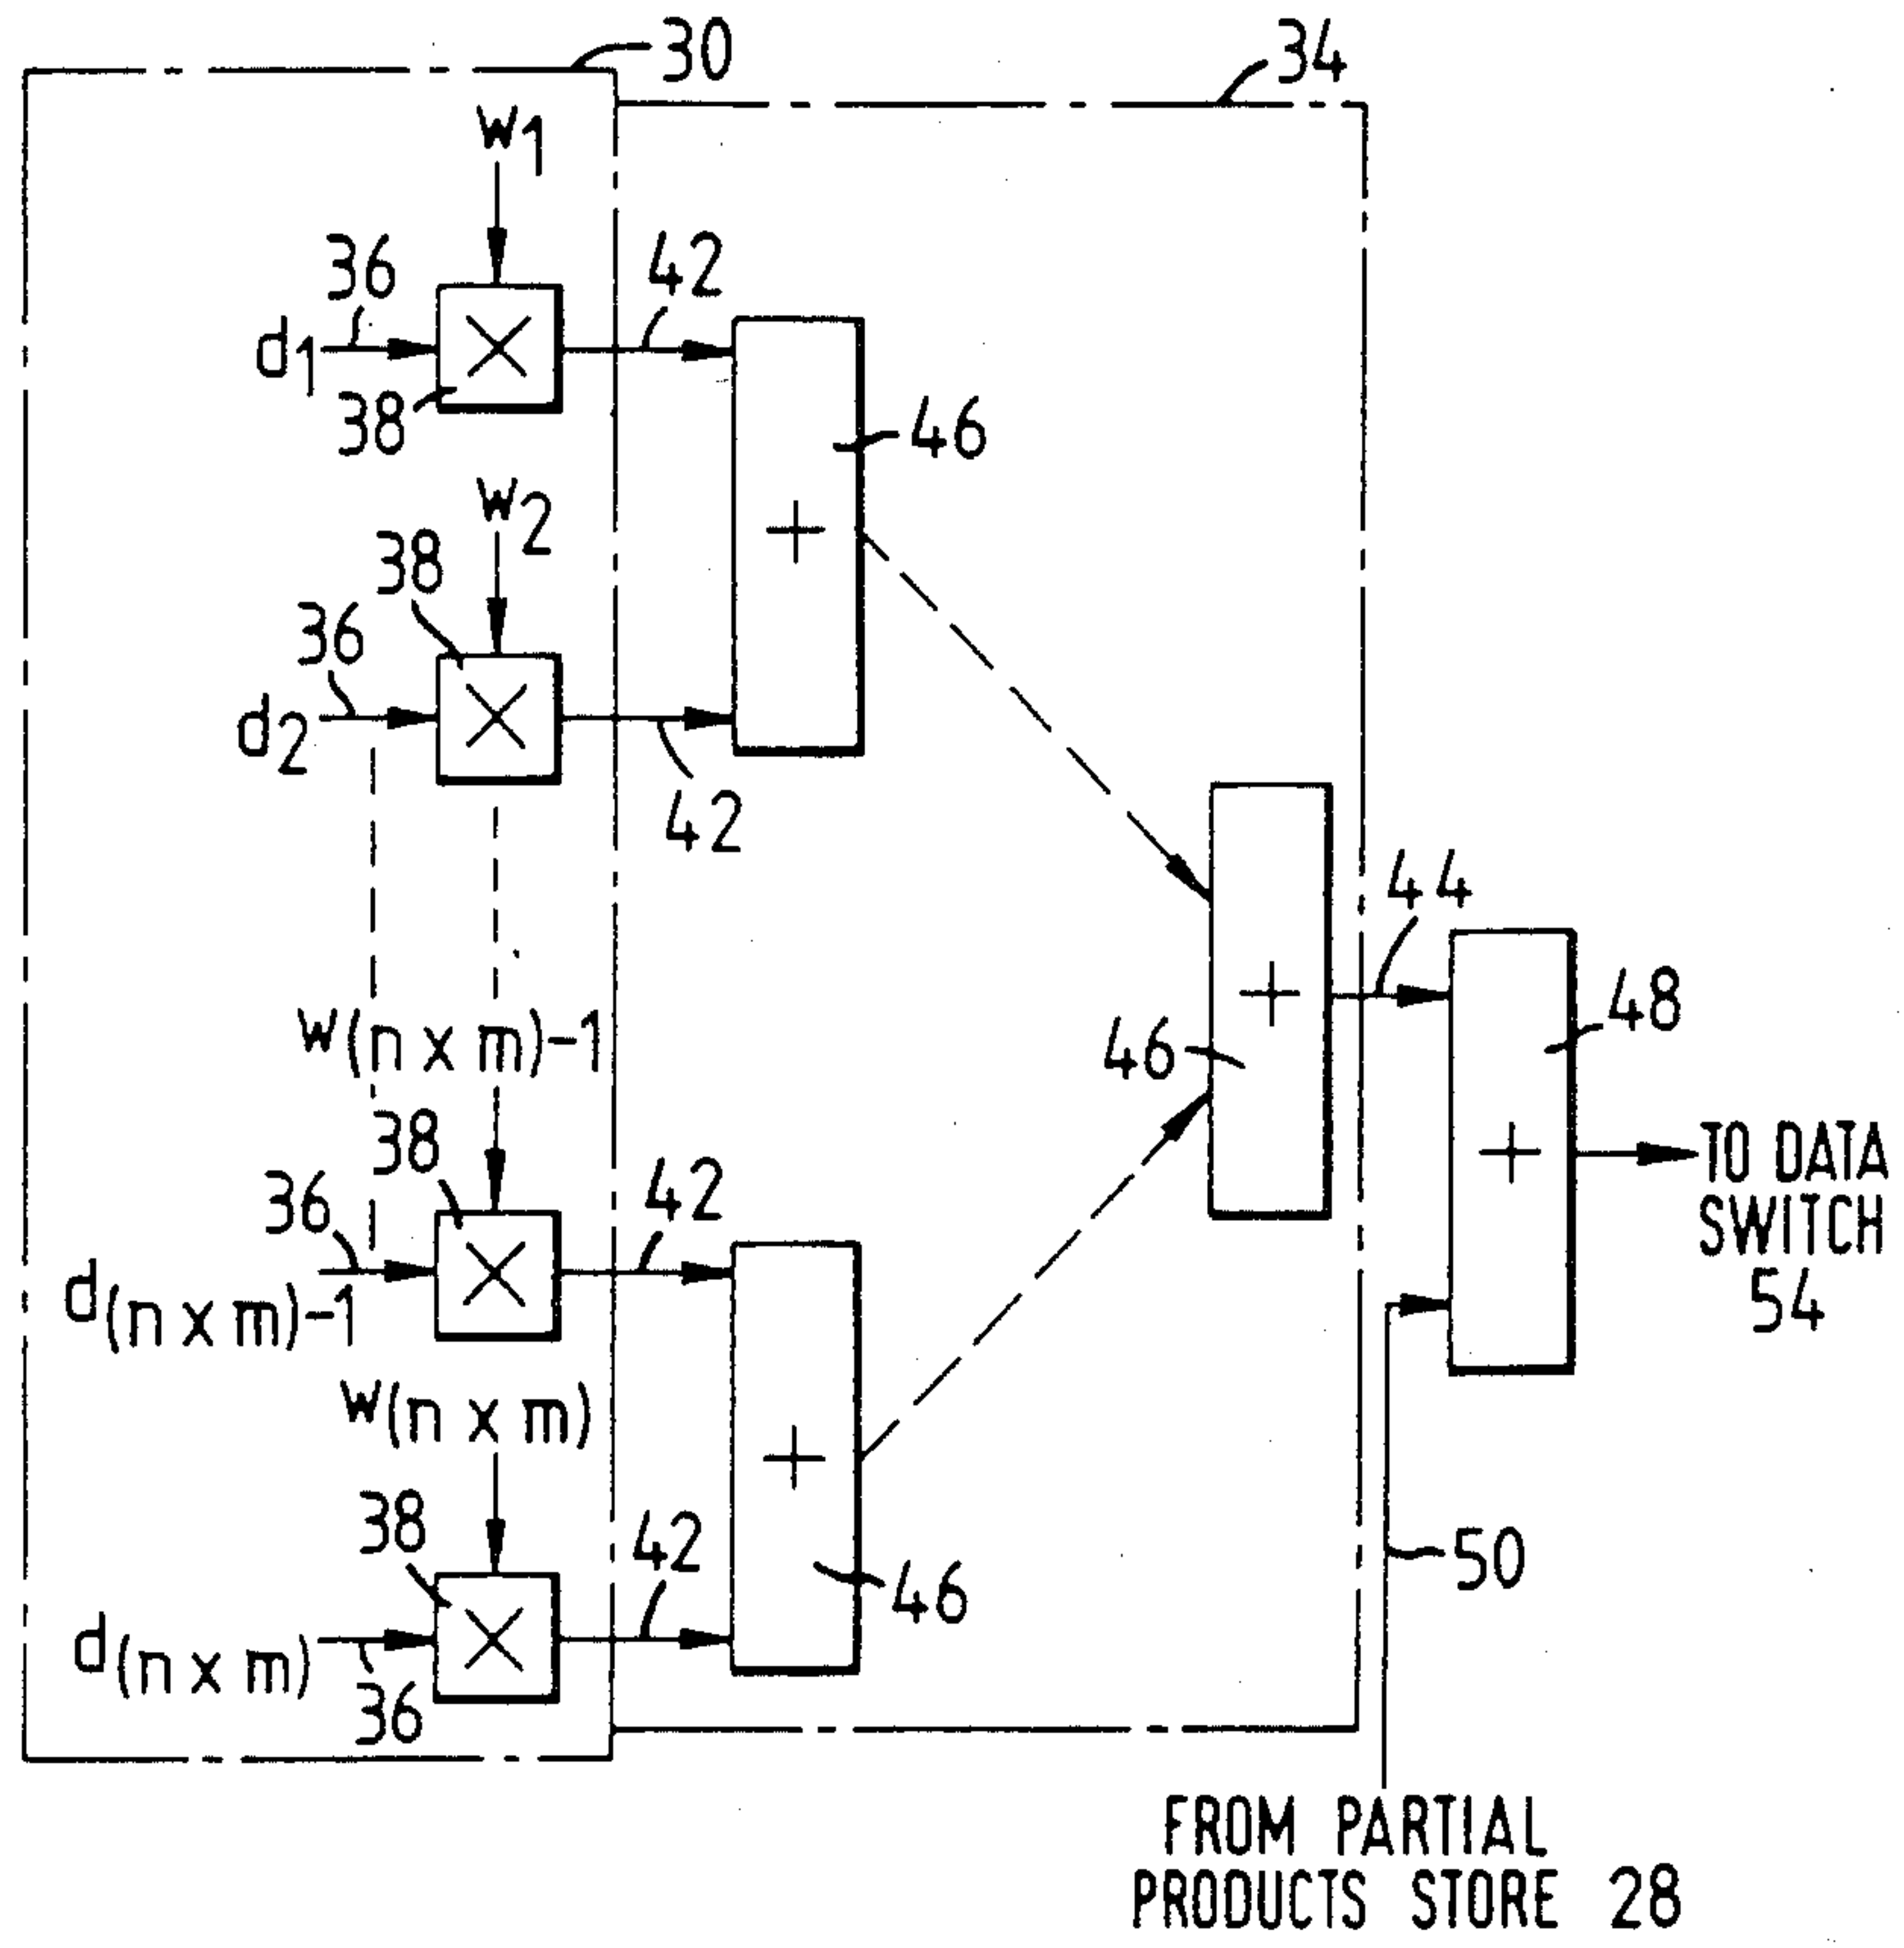 30
34
w1
36
42
d1
38
46
w2
38
36
d2
42
44
48
w(n x m)-1
46
38
TO DATA
SWITCH
54
36
42
d(n x m)-1
w(n x m)
38
42
46
50
d(n x m)
36
FROM PARTIAL
PRODUCTS STORE 28